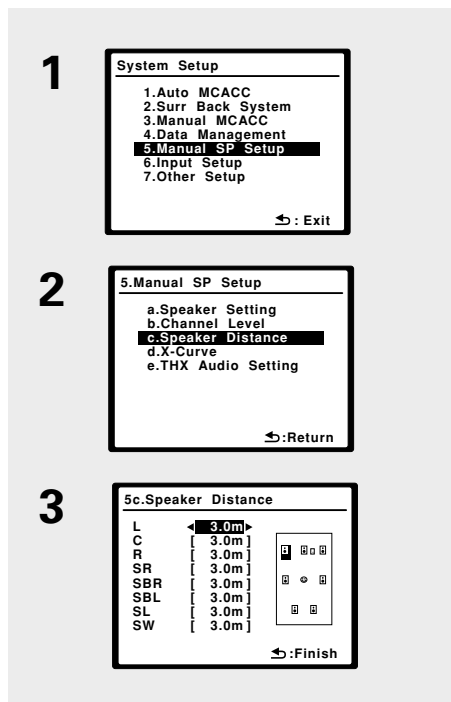 1
System Setup
1.Auto MCACC
2.Surr Back System
3.Manual MCACC
4.Data Management
5.Manual SP Setup
6.Input Setup
7.Other Setup
: Exit
2
5.Manual SP Setup
a.Speaker Setting
b.Channel Level
c.Speaker Distance
d.X-Curve
e.THX Audio Setting
:Return
3
5c.Speaker Distance
L 3.0m
C [ 3.0m ]
R [ 3.0m ]
SR [ 3.0m ]
SBR [ 3.0m ]
SBL [ 3.0m ]
SL [ 3.0m ]
SW [ 3.0m ]
:Finish